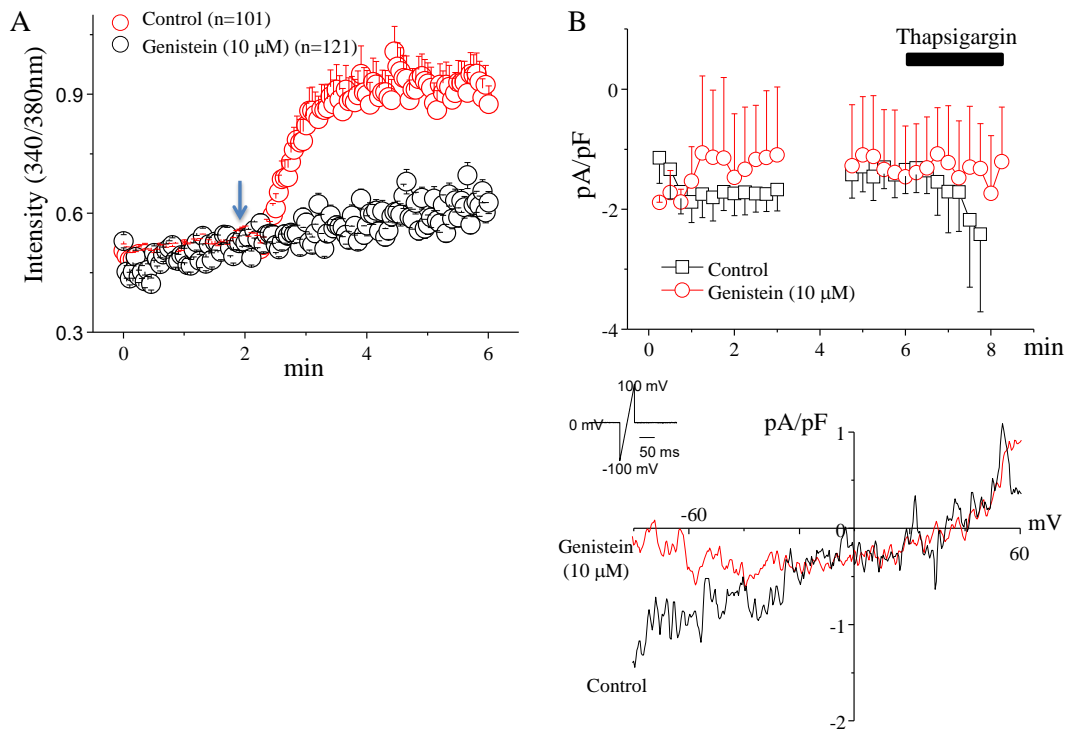 A
Control (n=101)
Genistein (10 μM) (n=121)
Intensity (340/380nm)
0.9
0.6
0.3
0
2
4
6
min
B
Thapsigargin
pA/pF
0
-2
-4
Control
Genistein (10 μM)
0
2
4
6
8
min
100 mV
0 mV
50 ms
-100 mV
pA/pF
1
-60
0
mV
60
Genistein
(10 μM)
-1
Control
-2